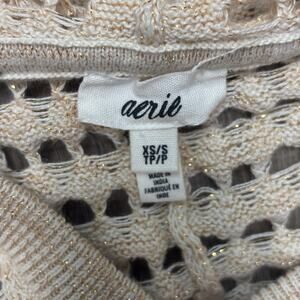 aerie
XS/S
TP/P
MADE IN
INDIA
FABRIQUÉ EN
INDE